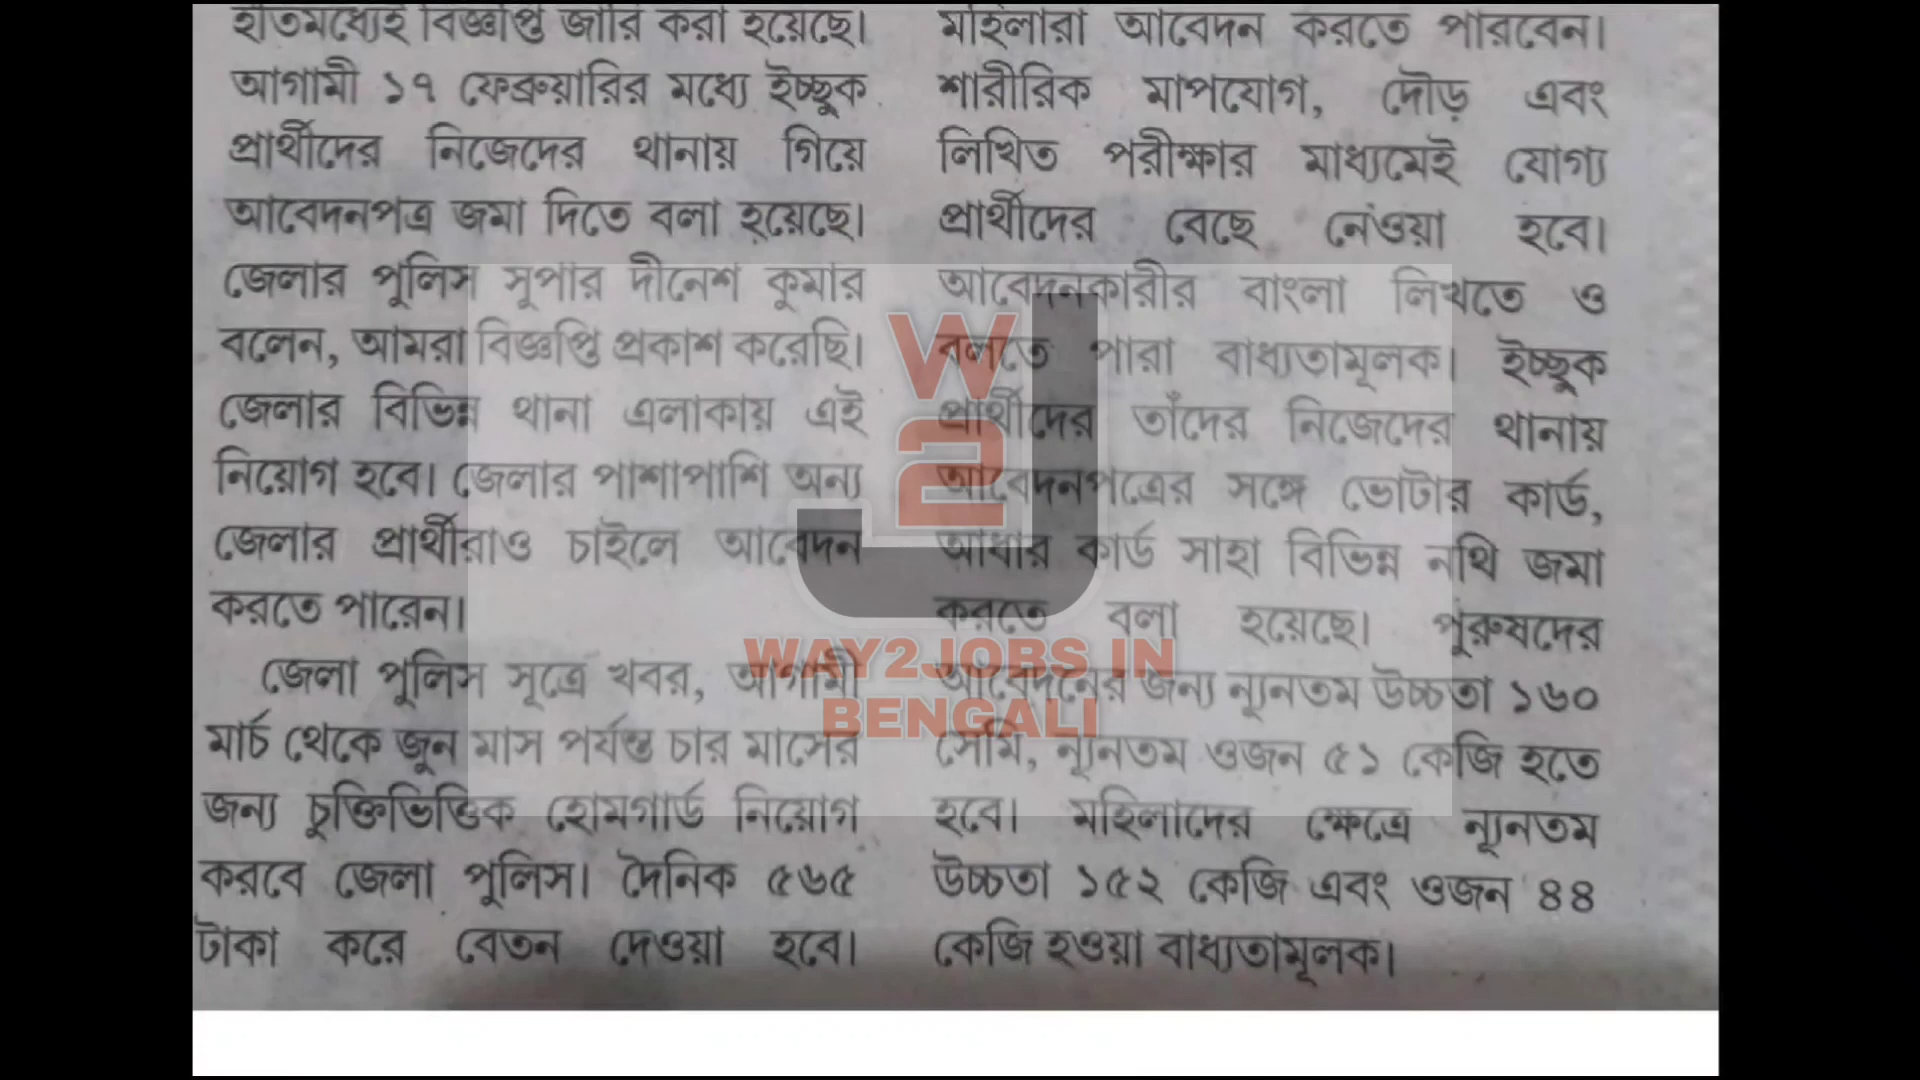 ইতিমধ্যেই বিজ্ঞপ্তি জারি করা হয়েছে।
আগামী ১৭ ফেব্রুয়ারির মধ্যে ইচ্ছুক
প্রার্থীদের নিজেদের থানায় গিয়ে
আবেদনপত্র জমা দিতে বলা হয়েছে।
জেলার পুলিস সুপার দীনেশ কুমার
বলেন, আমরা বিজ্ঞপ্তি প্রকাশ করেছি।
জেলার বিভিন্ন থানা এলাকায় এই
নিয়োগ হবে। জেলার পাশাপাশি অন্য
জেলার প্রার্থীরাও চাইলে আবেদন
করতে পারেন।
জেলা পুলিস সূত্রে খবর, আগামী
মার্চ থেকে জুন মাস পর্যন্ত চার মাসের
জন্য চুক্তিভিত্তিক হোমগার্ড নিয়োগ
করবে জেলা পুলিস। দৈনিক ৫৬৫
টাকা করে বেতন দেওয়া হবে।
মহিলারা আবেদন করতে পারবেন।
শারীরিক মাপযোগ, দৌড় এবং
লিখিত পরীক্ষার মাধ্যমেই যোগ্য
প্রার্থীদের বেছে নেওয়া হবে।
আবেদনকারীর বাংলা লিখতে ও
বলতে পারা বাধ্যতামূলক। ইচ্ছুক
প্রার্থীদের তাঁদের নিজেদের থানায়
আবেদনপত্রের সঙ্গে ভোটার কার্ড,
আধার কার্ড সাহা বিভিন্ন নথি জমা
করতে বলা হয়েছে। পুরুষদের
আবেদনের জন্য ন্যূনতম উচ্চতা ১৬০
সেমি, ন্যূনতম ওজন ৫১ কেজি হতে
হবে। মহিলাদের ক্ষেত্রে ন্যূনতম
উচ্চতা ১৫২ কেজি এবং ওজন ৪৪
কেজি হওয়া বাধ্যতামূলক।
W
2
J
WAY2JOBS IN
BENGALI